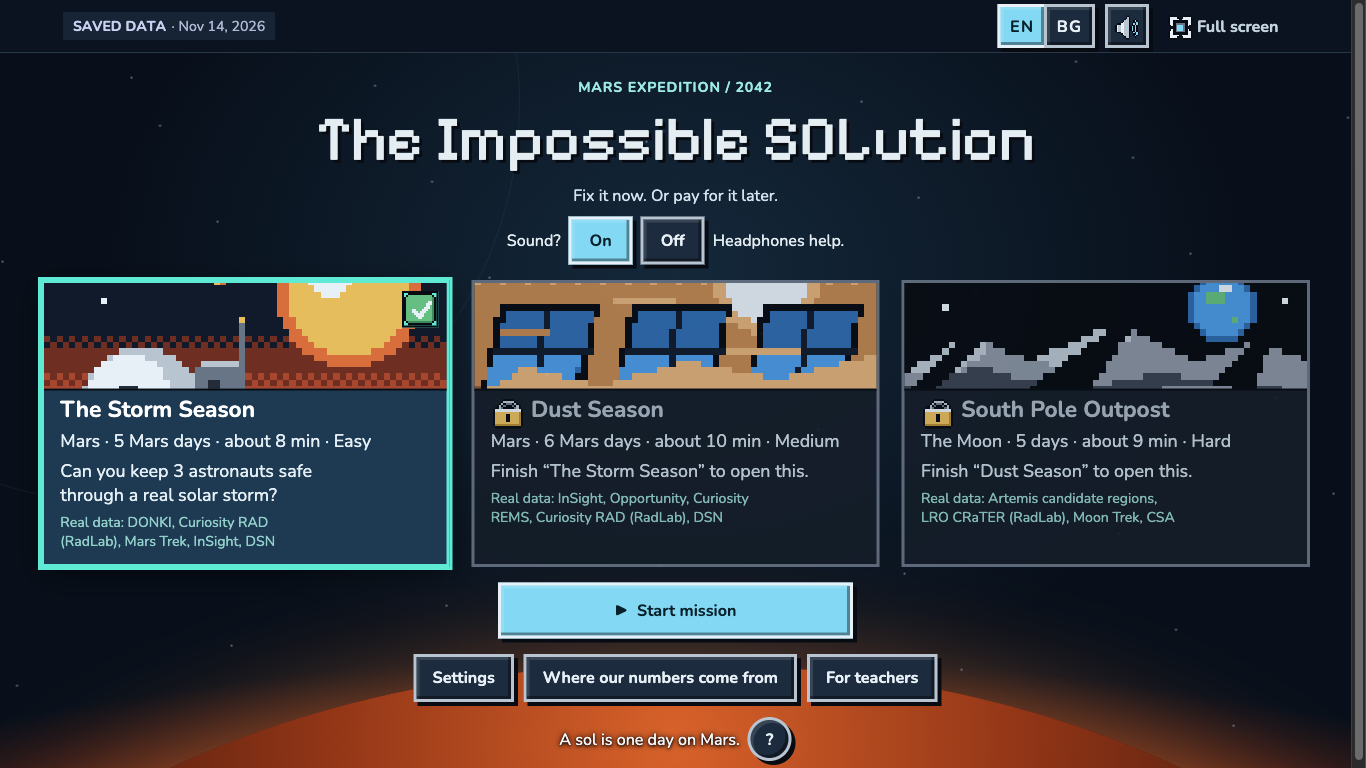 SAVED DATA · Nov 14, 2026
EN BG
Full screen
MARS EXPEDITION / 2042
The Impossible SOLution
Fix it now. Or pay for it later.
Sound? On Off Headphones help.
The Storm Season
Mars · 5 Mars days · about 8 min · Easy
Can you keep 3 astronauts safe
through a real solar storm?
Real data: DONKI, Curiosity RAD
(RadLab), Mars Trek, InSight, DSN
Dust Season
Mars · 6 Mars days · about 10 min · Medium
Finish “The Storm Season” to open this.
Real data: InSight, Opportunity, Curiosity
REMS, Curiosity RAD (RadLab), DSN
South Pole Outpost
The Moon · 5 days · about 9 min · Hard
Finish “Dust Season” to open this.
Real data: Artemis candidate regions,
LRO CRaTER (RadLab), Moon Trek, CSA
Start mission
Settings
Where our numbers come from
For teachers
A sol is one day on Mars. ?